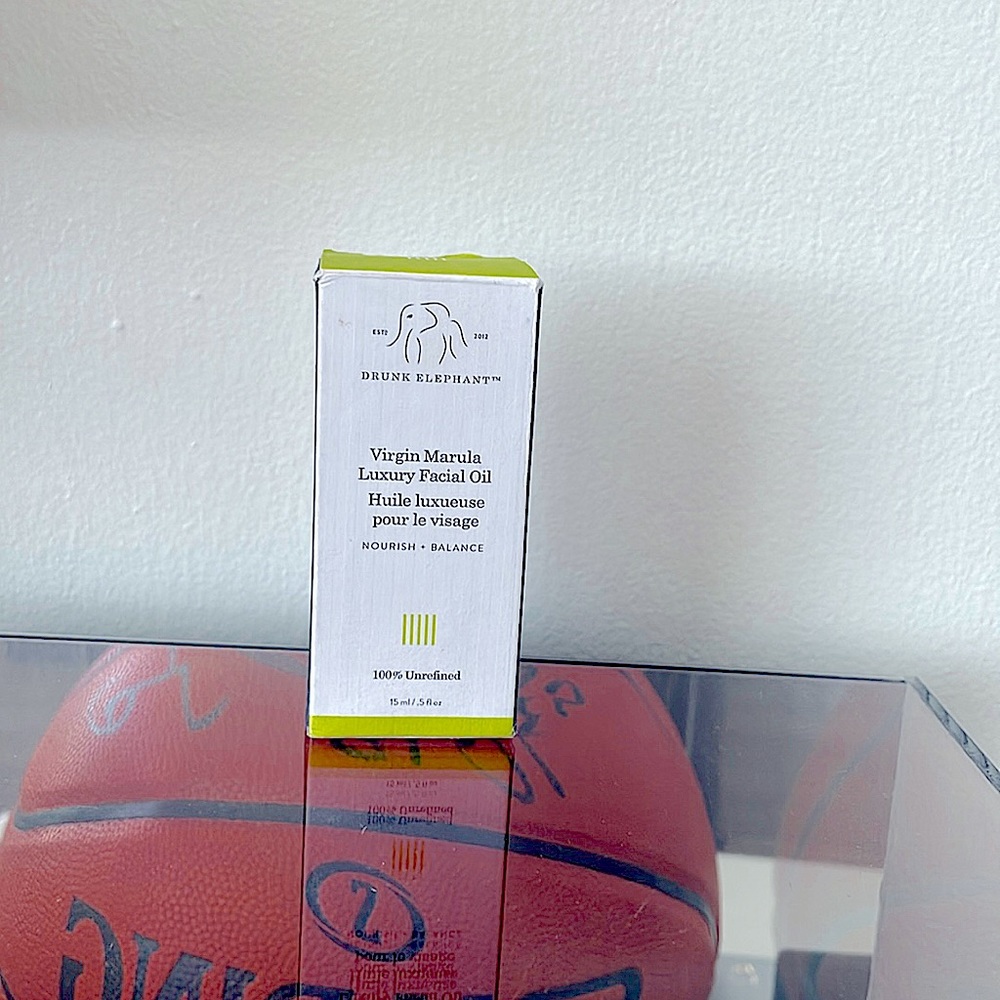 EST? 2012
DRUNK ELEPHANT™
Virgin Marula
Luxury Facial Oil
Huile luxueuse
pour le visage
NOURISH + BALANCE
100% Unrefined
15 ml / .5 fl oz
7